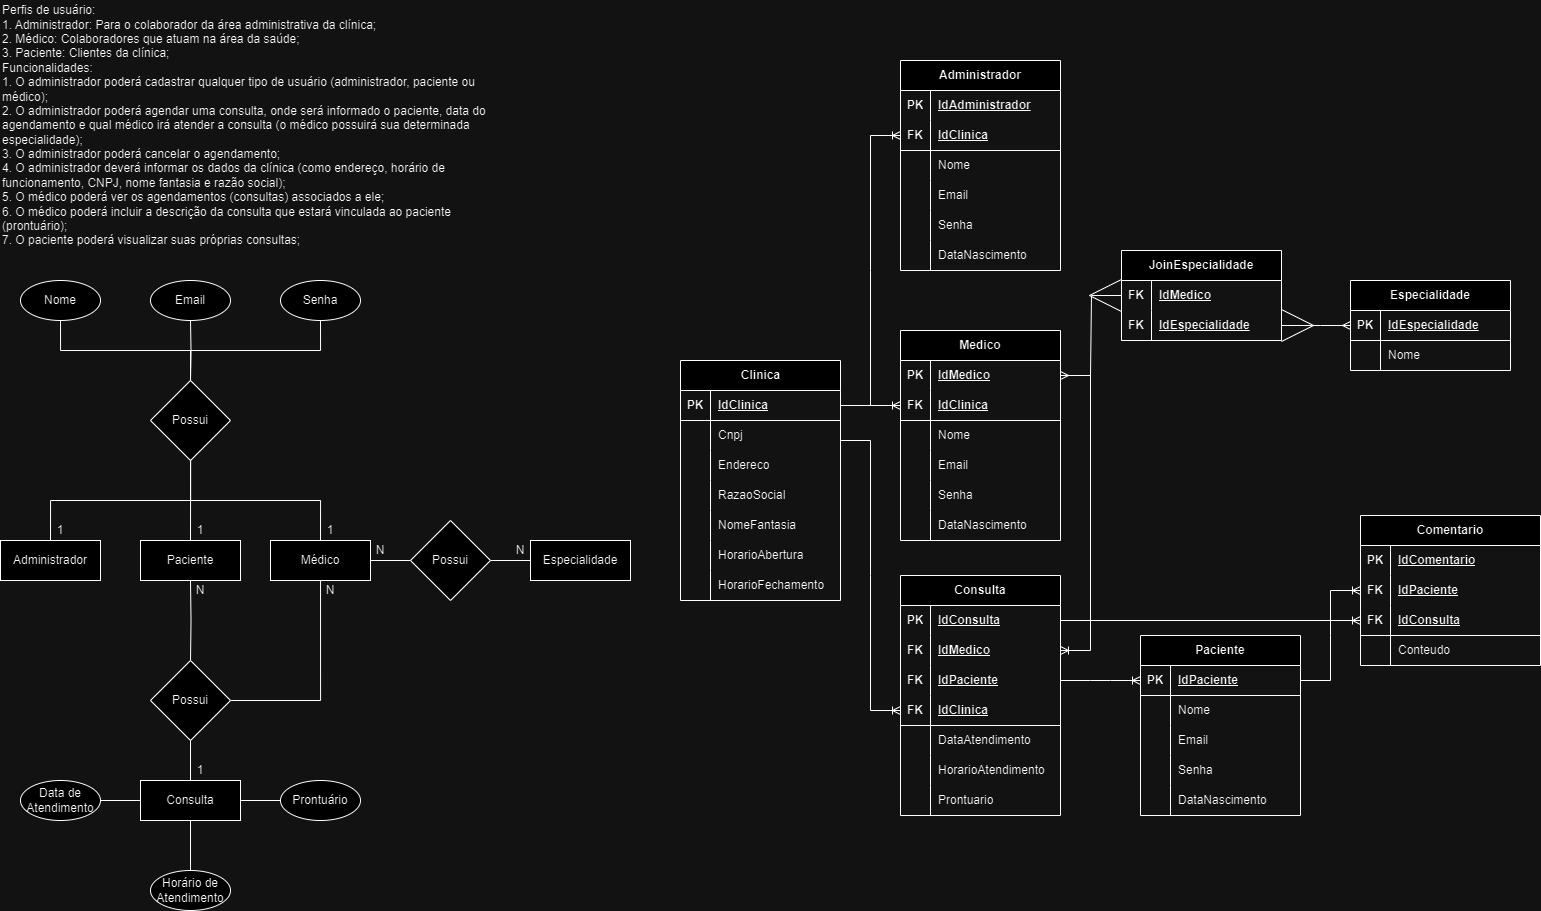 Perfis de usuário:
1. Administrador: Para o colaborador da área administrativa da clínica;
2. Médico: Colaboradores que atuam na área da saúde;
3. Paciente: Clientes da clínica;
Funcionalidades:
1. O administrador poderá cadastrar qualquer tipo de usuário (administrador, paciente ou
médico);
2. O administrador poderá agendar uma consulta, onde será informado o paciente, data do
agendamento e qual médico irá atender a consulta (o médico possuirá sua determinada
especialidade);
3. O administrador poderá cancelar o agendamento;
4. O administrador deverá informar os dados da clínica (como endereço, horário de
funcionamento, CNPJ, nome fantasia e razão social);
5. O médico poderá ver os agendamentos (consultas) associados a ele;
6. O médico poderá incluir a descrição da consulta que estará vinculada ao paciente
(prontuário);
7. O paciente poderá visualizar suas próprias consultas;
Nome
Email
Senha
Possui
1
1
1
Administrador
Paciente
Médico
N
Possui
N
Especialidade
N
N
Possui
1
Data de
Atendimento
Consulta
Prontuário
Horário de
Atendimento
Clinica
PK IdClinica
Cnpj
Endereco
RazaoSocial
NomeFantasia
HorarioAbertura
HorarioFechamento
Administrador
PK IdAdministrador
FK IdClinica
Nome
Email
Senha
DataNascimento
Medico
PK IdMedico
FK IdClinica
Nome
Email
Senha
DataNascimento
Consulta
PK IdConsulta
FK IdMedico
FK IdPaciente
FK IdClinica
DataAtendimento
HorarioAtendimento
Prontuario
JoinEspecialidade
FK IdMedico
FK IdEspecialidade
Especialidade
PK IdEspecialidade
Nome
Paciente
PK IdPaciente
Nome
Email
Senha
DataNascimento
Comentario
PK IdComentario
FK IdPaciente
FK IdConsulta
Conteudo